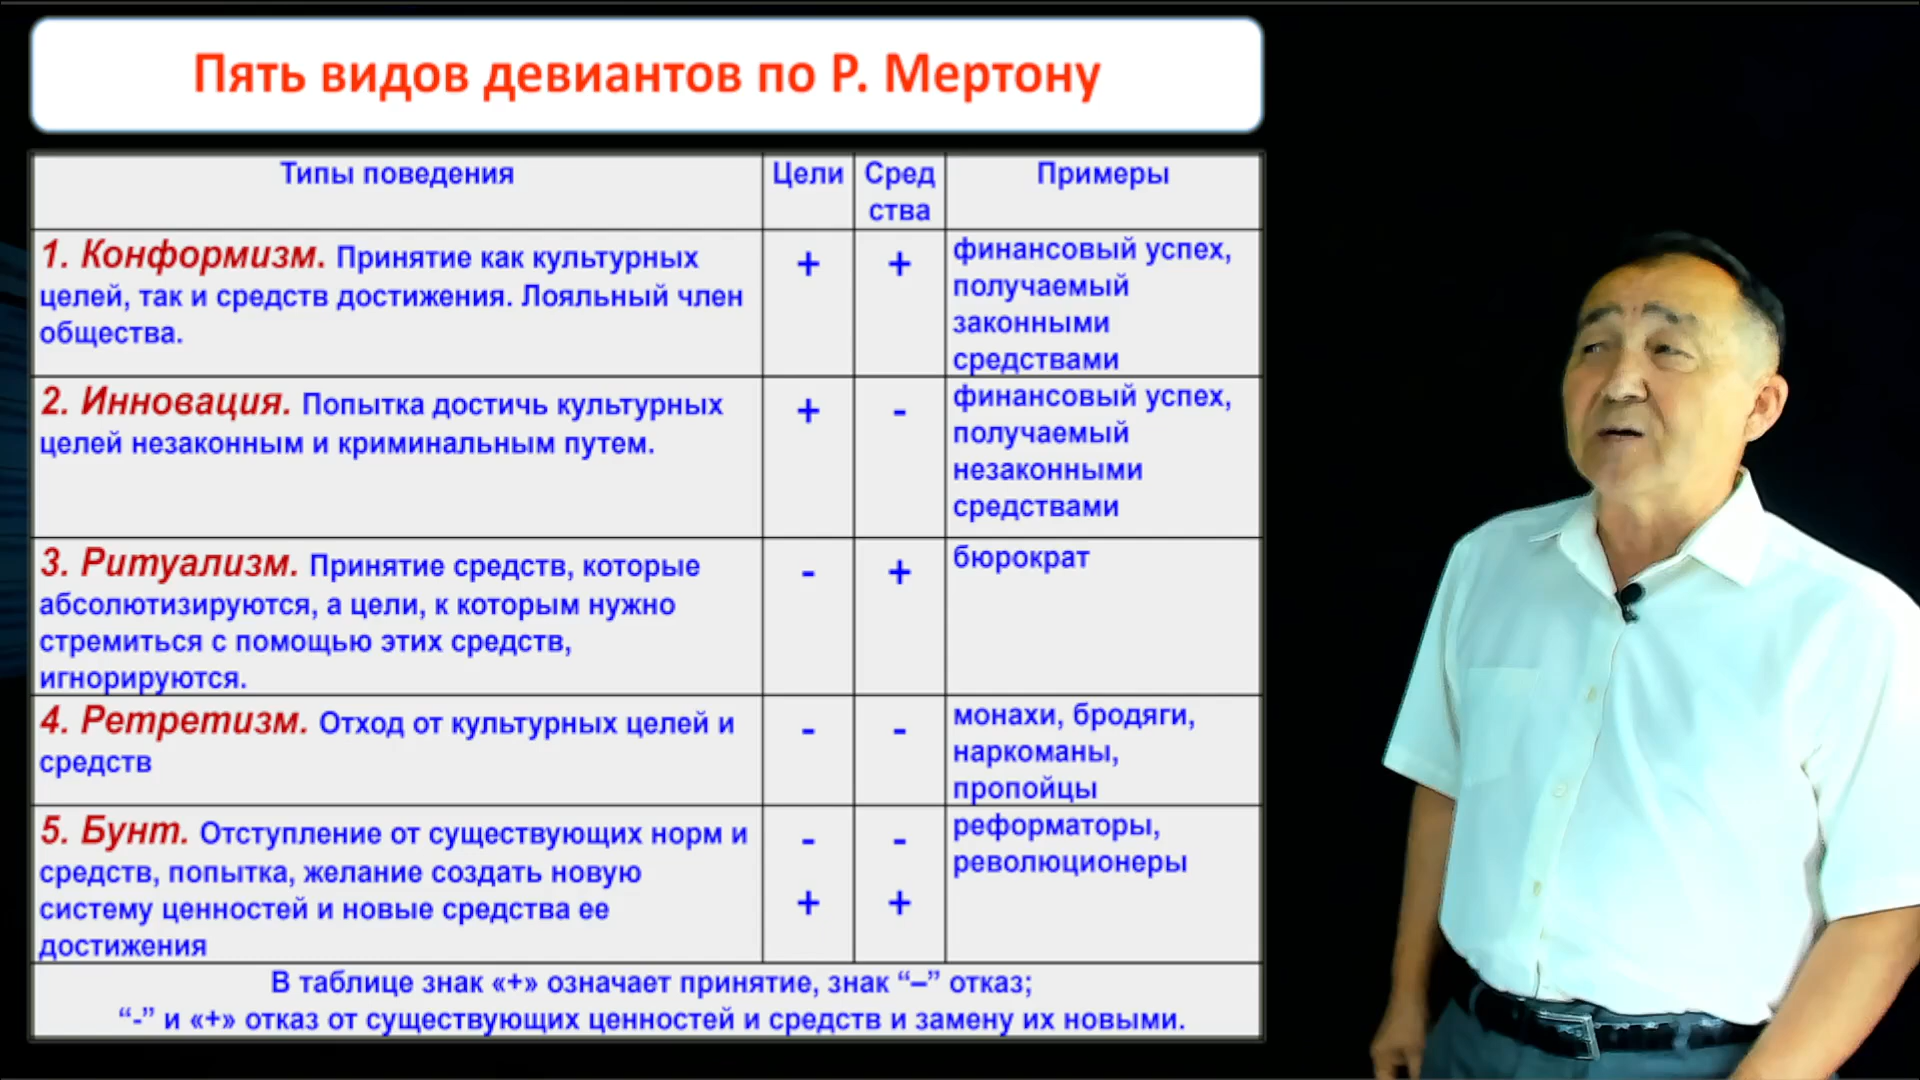 Пять видов девиантов по Р. Мертону
Типы поведения
Цели
Сред
ства
Примеры
1. Конформизм. Принятие как культурных
целей, так и средств достижения. Лояльный член
общества.
+
+
финансовый успех,
получаемый
законными
средствами
2. Инновация. Попытка достичь культурных
целей незаконным и криминальным путем.
+
-
финансовый успех,
получаемый
незаконными
средствами
3. Ритуализм. Принятие средств, которые
абсолютизируются, а цели, к которым нужно
стремиться с помощью этих средств,
игнорируются.
-
+
бюрократ
4. Ретретизм. Отход от культурных целей и
средств
-
-
монахи, бродяги,
наркоманы,
пропойцы
5. Бунт. Отступление от существующих норм и
средств, попытка, желание создать новую
систему ценностей и новые средства ее
достижения
-
+
-
+
реформаторы,
революционеры
В таблице знак «+» означает принятие, знак “–” отказ;
“-” и «+» отказ от существующих ценностей и средств и замену их новыми.